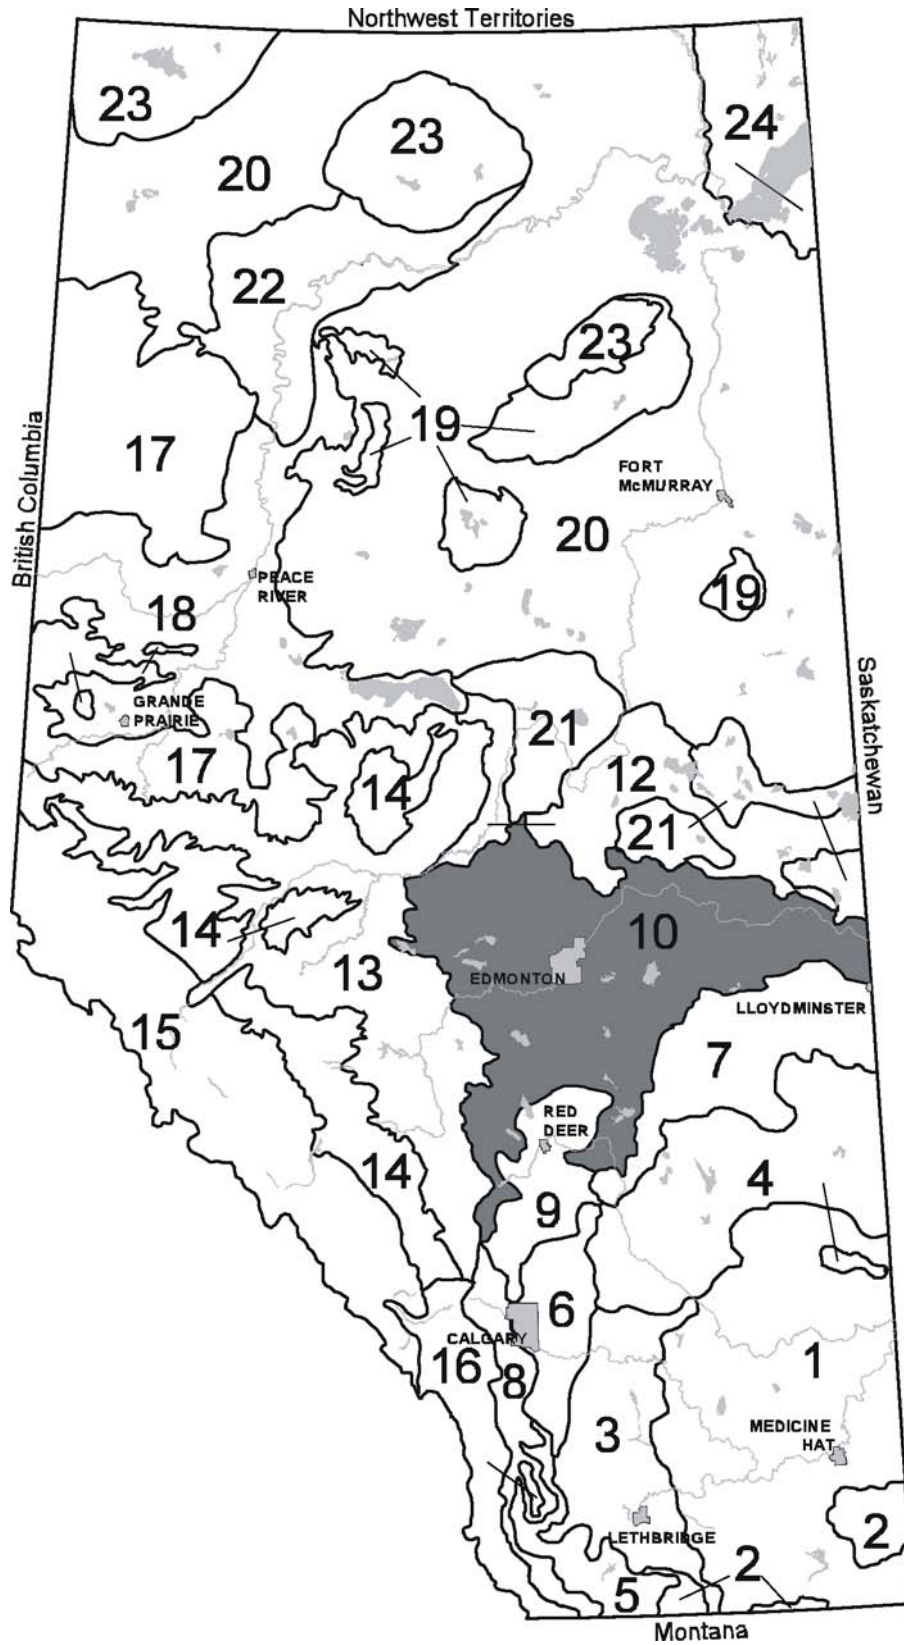 Northwest Territories
23
23
24
20
22
23
19
17
British Columbia
FORT
McMURRAY
20
PEACE
RIVER
19
18
Saskatchewan
GRANDE
PRAIRIE
21
17
12
14
21
14
10
13
EDMONTON
LLOYDMINSTER
15
7
RED
DEER
14
4
9
6
CALGARY
16
8
1
3
MEDICINE
HAT
2
LETHBRIDGE
2
5
Montana